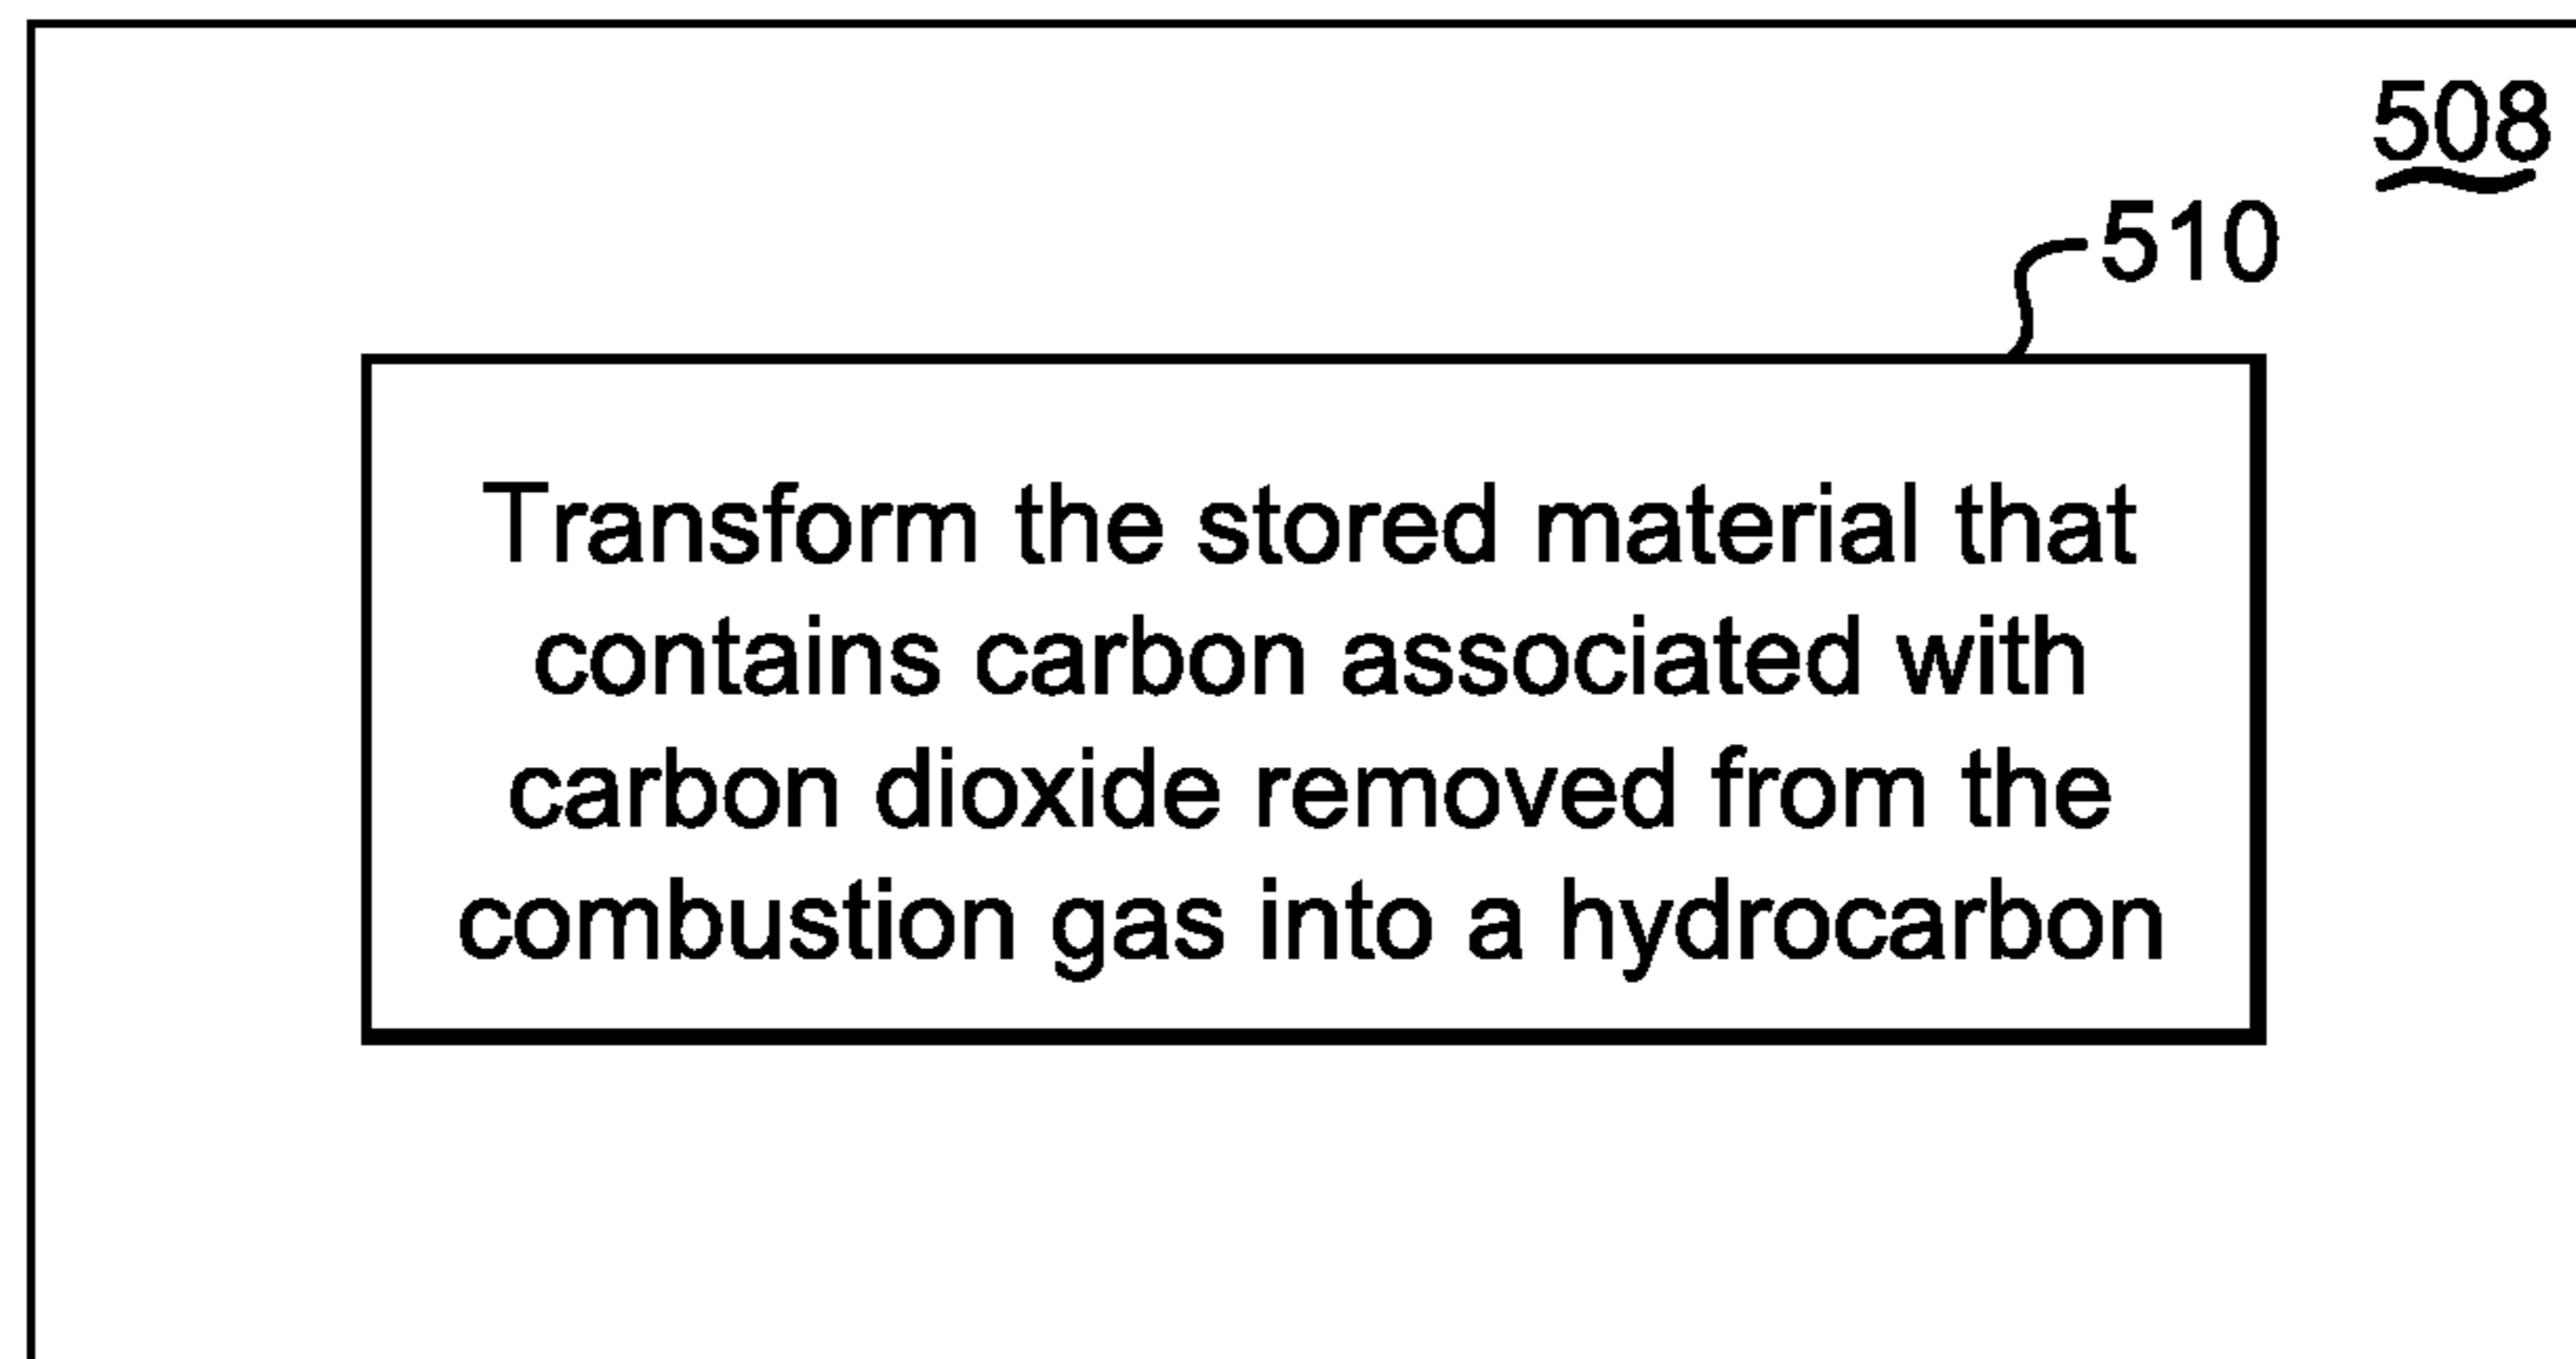 508
510
Transform the stored material that
contains carbon associated with
carbon dioxide removed from the
combustion gas into a hydrocarbon